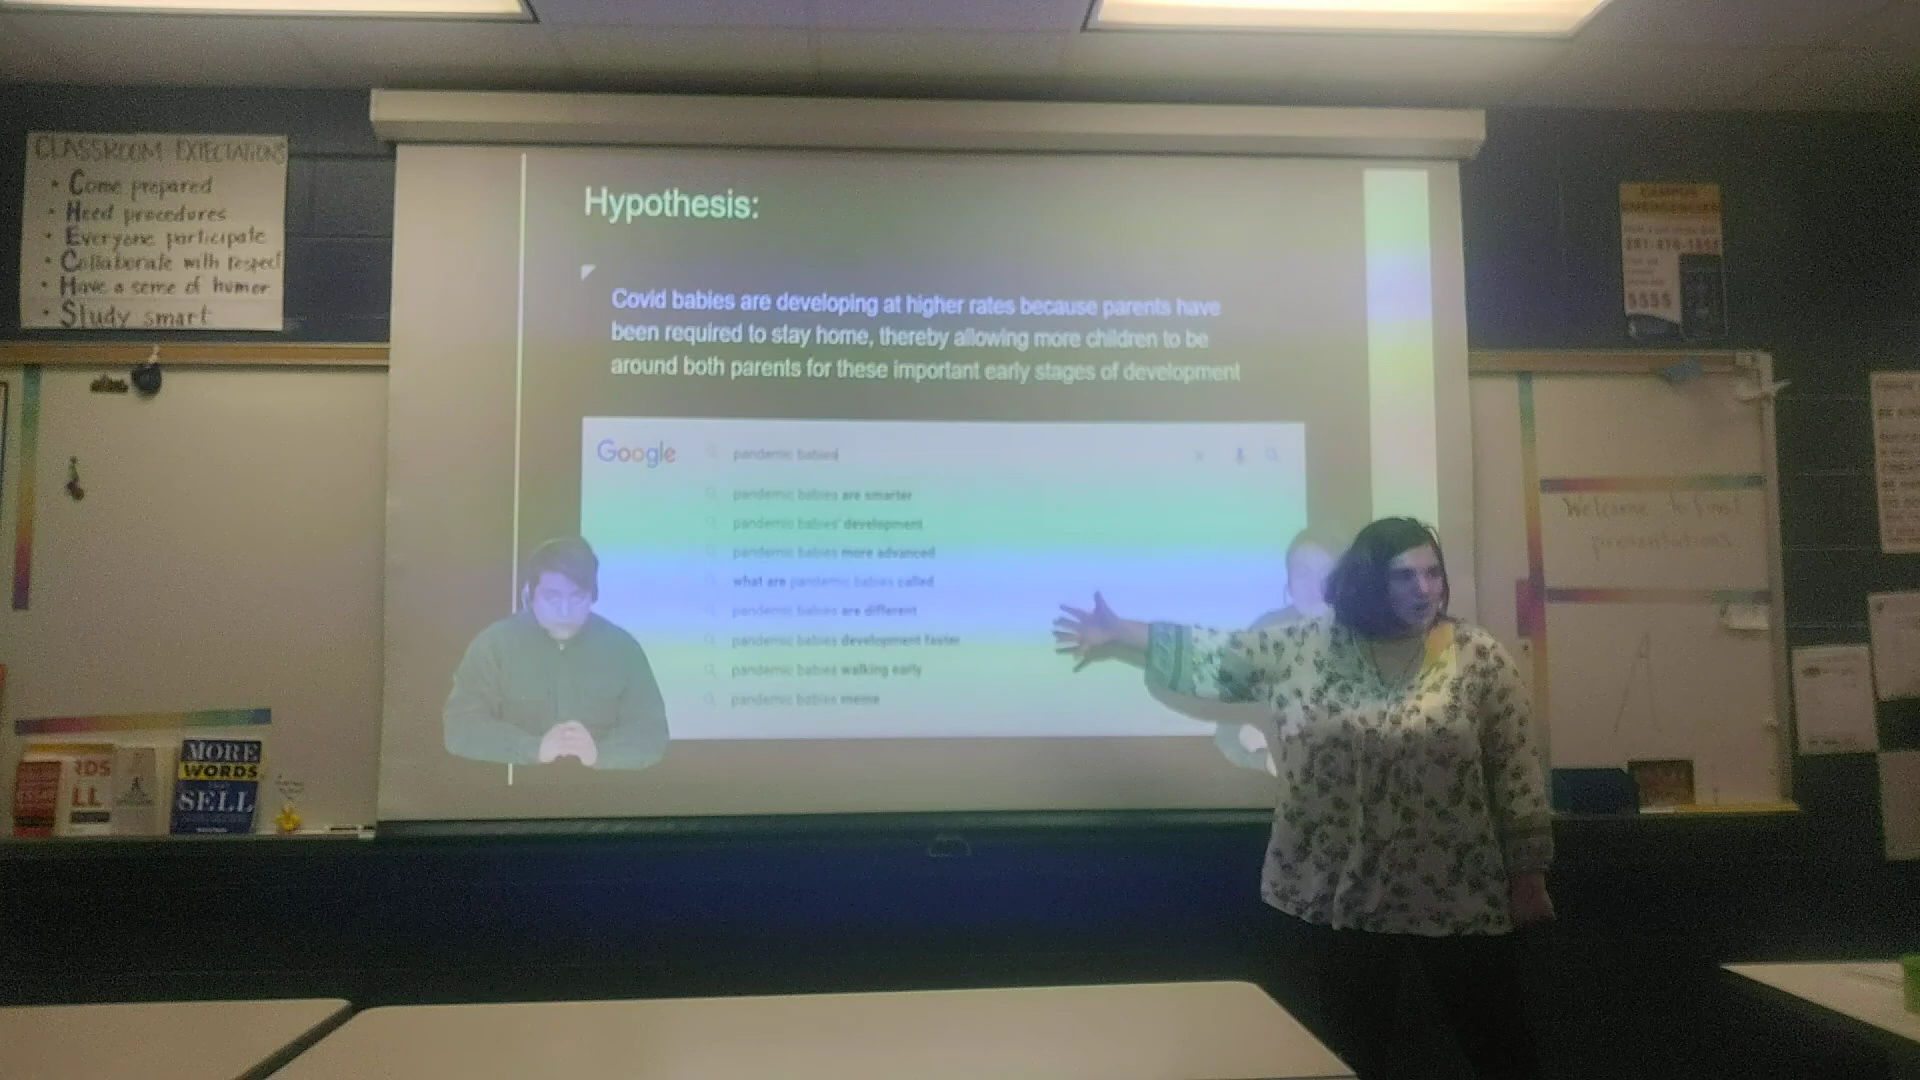 CLASSROOM EXPECTATIONS
• Come prepared
• Heed procedures
• Everyone participate
• Collaborate with respect
• Have a sense of humor
• Study smart
Hypothesis:
Covid babies are developing at higher rates because parents have
been required to stay home, thereby allowing more children to be
around both parents for these important early stages of development
Google
pandemic babies are smarter
pandemic babies' development
pandemic babies more advanced
what are pandemic babies called
pandemic babies are different
pandemic babies development faster
pandemic babies walking early
pandemic babies meme
MORE
WORDS
SELL
CAMPUS
EMERGENCIES
$$$$
Welcome to final
presentations.